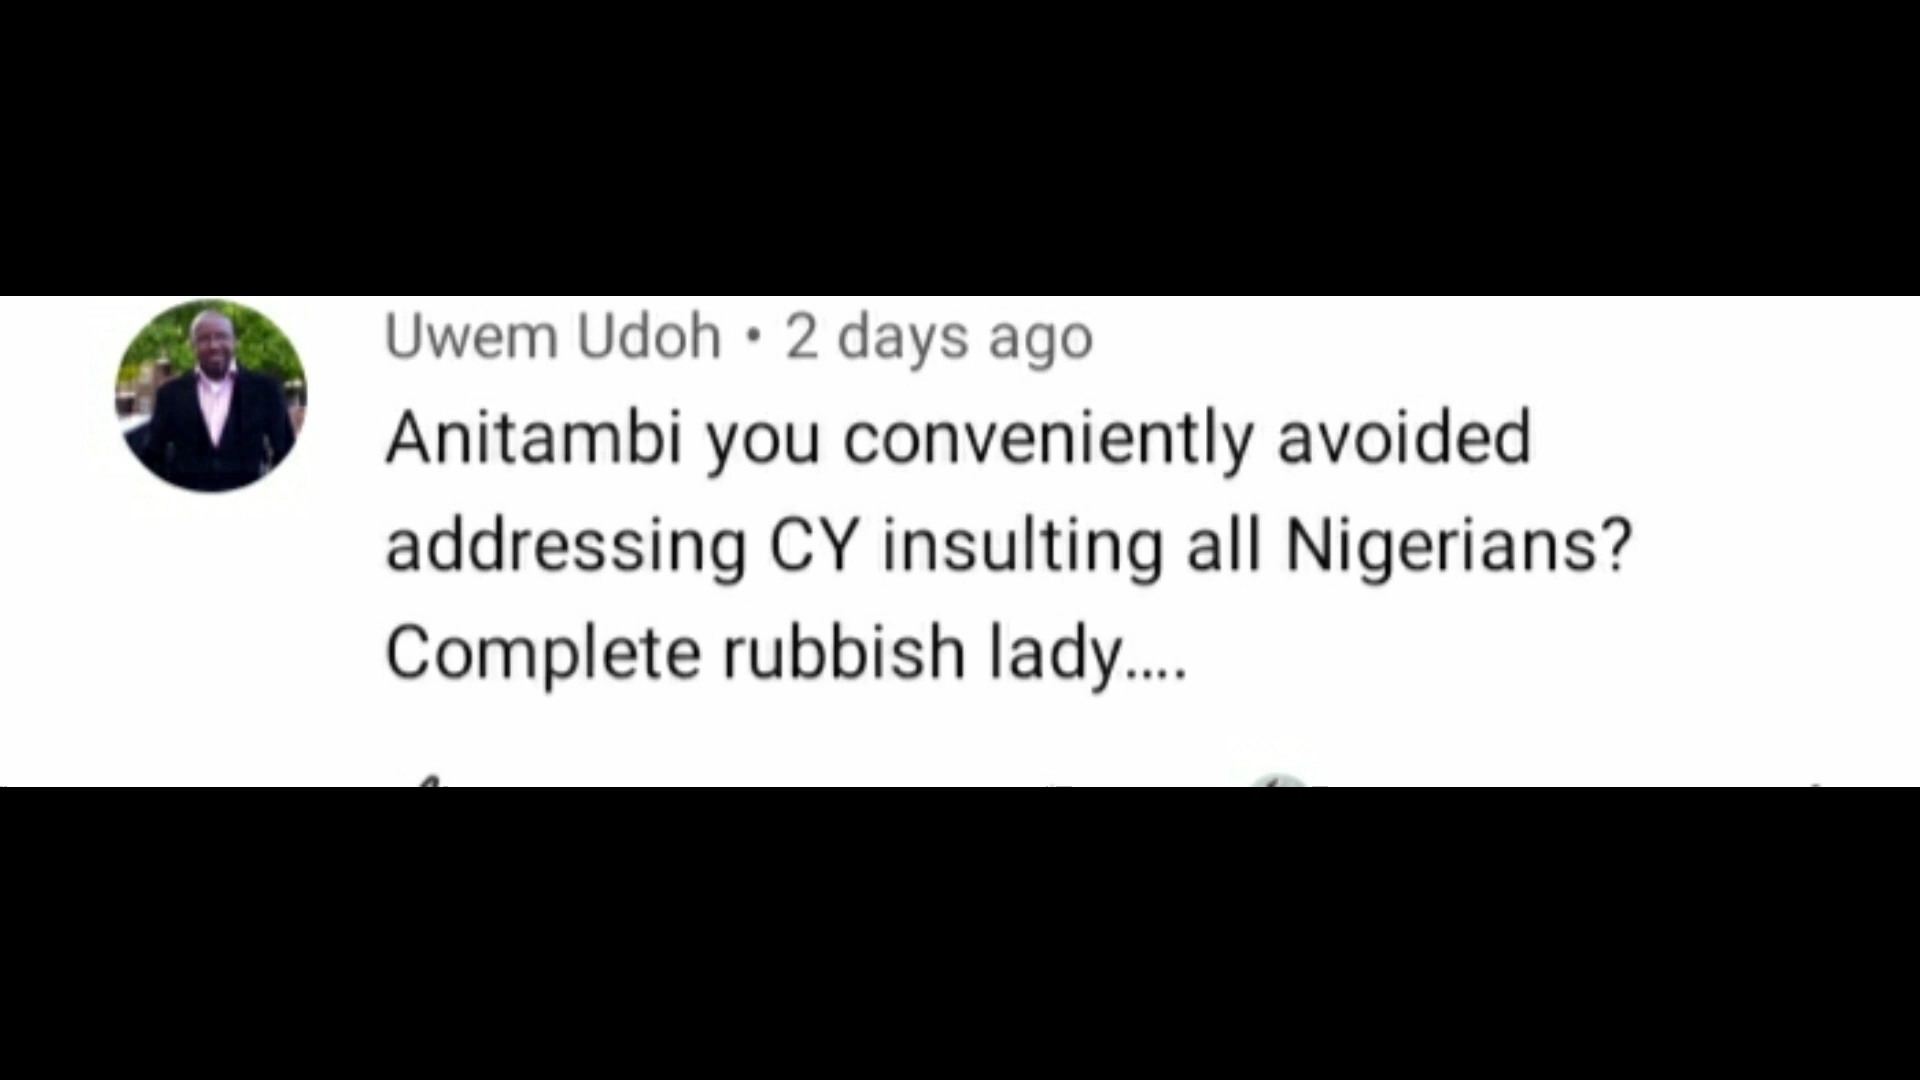 Uwem Udoh • 2 days ago
Anitambi you conveniently avoided
addressing CY insulting all Nigerians?
Complete rubbish lady....